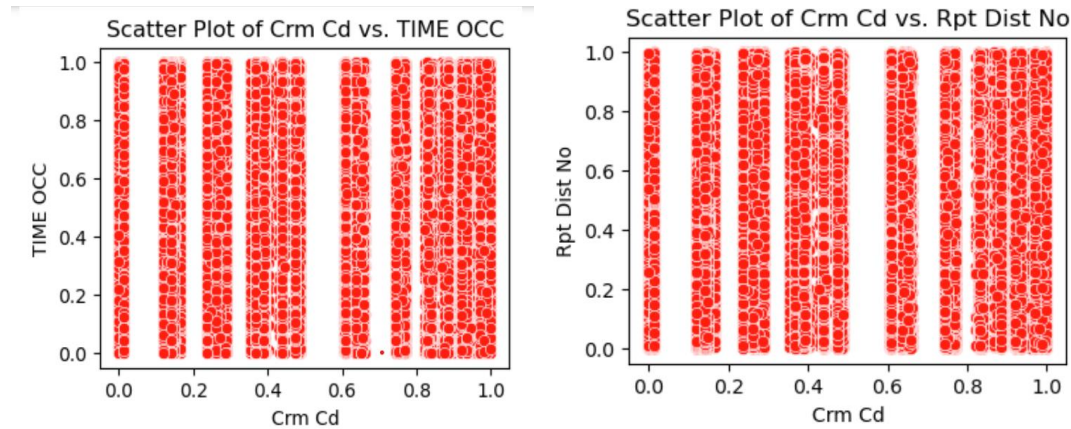 Scatter Plot of Crm Cd vs. TIME OCC
1.0
0.8
0.6
0.4
0.2
0.0
TIME OCC
0.0 0.2 0.4 0.6 0.8 1.0
Crm Cd
Scatter Plot of Crm Cd vs. Rpt Dist No
1.0
0.8
0.6
0.4
0.2
0.0
Rpt Dist No
0.0 0.2 0.4 0.6 0.8 1.0
Crm Cd